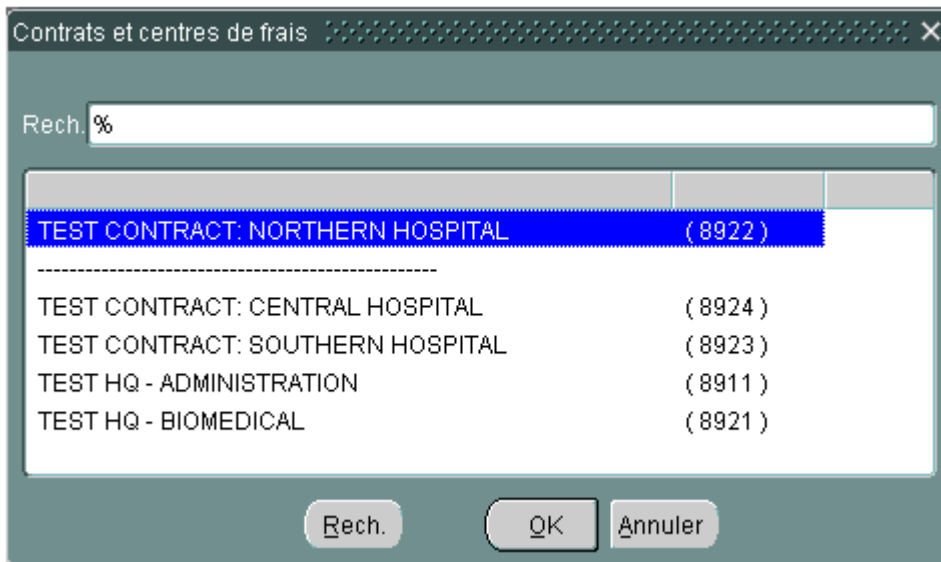 Contrats et centres de frais
Rech. %
TEST CONTRACT: NORTHERN HOSPITAL ( 8922 )
---------------------------------------------------
TEST CONTRACT: CENTRAL HOSPITAL ( 8924 )
TEST CONTRACT: SOUTHERN HOSPITAL ( 8923 )
TEST HQ - ADMINISTRATION ( 8911 )
TEST HQ - BIOMEDICAL ( 8921 )
Rech. OK Annuler